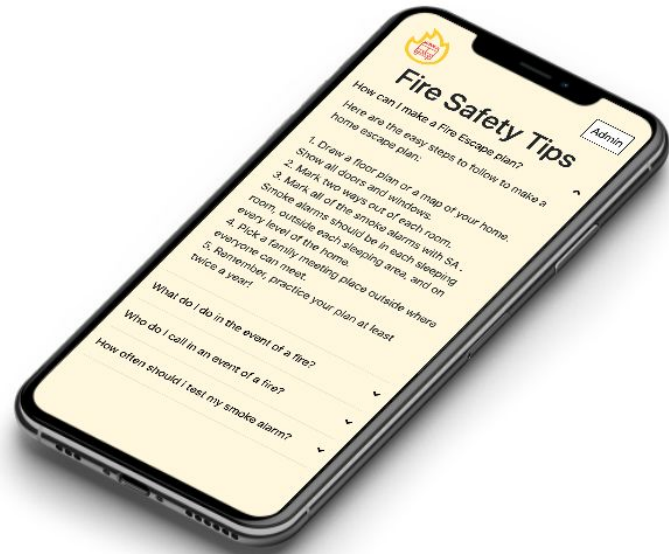 Admin
Fire Safety Tips
How can I make a Fire Escape plan?
Here are the easy steps to follow to make a
home escape plan:
1. Draw a floor plan or a map of your home.
Show all doors and windows.
2. Mark two ways out of each room.
3. Mark all of the smoke alarms with SA.
Smoke alarms should be in each sleeping
room, outside each sleeping area, and on
every level of the home.
4. Pick a family meeting place outside where
everyone can meet.
5. Remember, practice your plan at least
twice a year!
What do I do in the event of a fire?
Who do I call in an event of a fire?
How often should i test my smoke alarm?